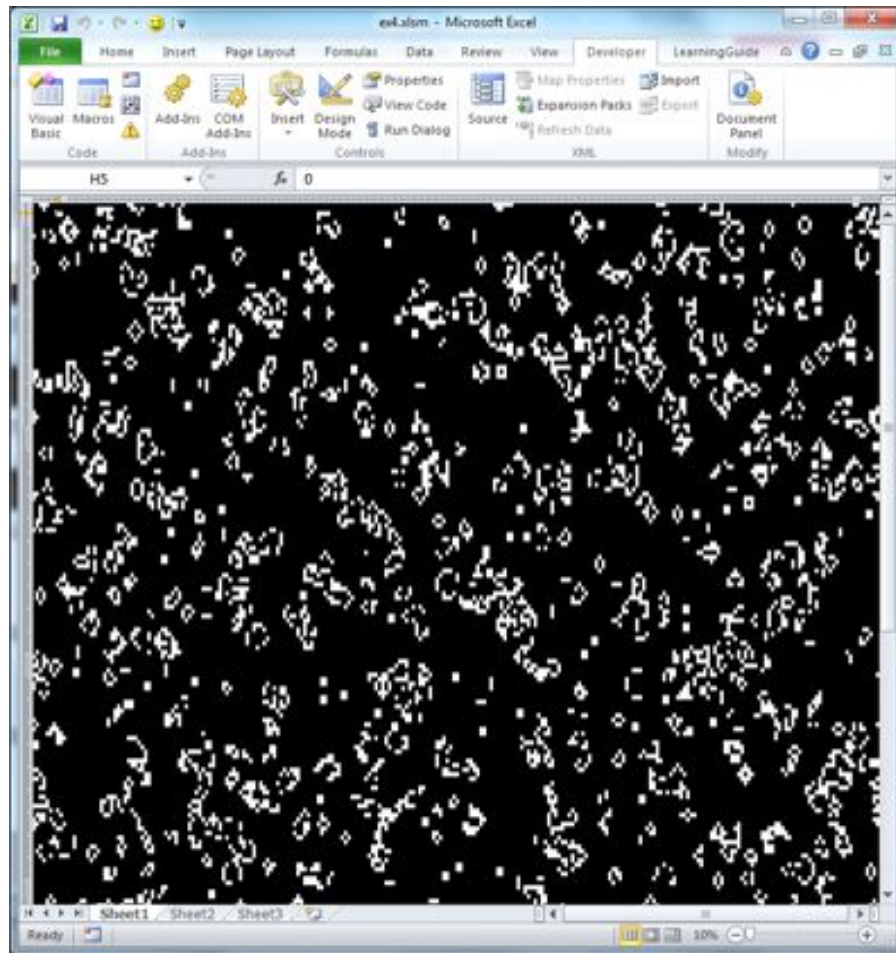 ex4.xlsm - Microsoft Excel
File Home Insert Page Layout Formulas Data Review View Developer LearningGuide
Visual Basic Macros Add-Ins COM Add-Ins Insert Design Mode Properties View Code Run Dialog Source Map Properties Expansion Packs Refresh Data Import Export Document Panel
Code Add-Ins Controls XML Modify
H5 fx 0
Sheet1 Sheet2 Sheet3
Ready 10%